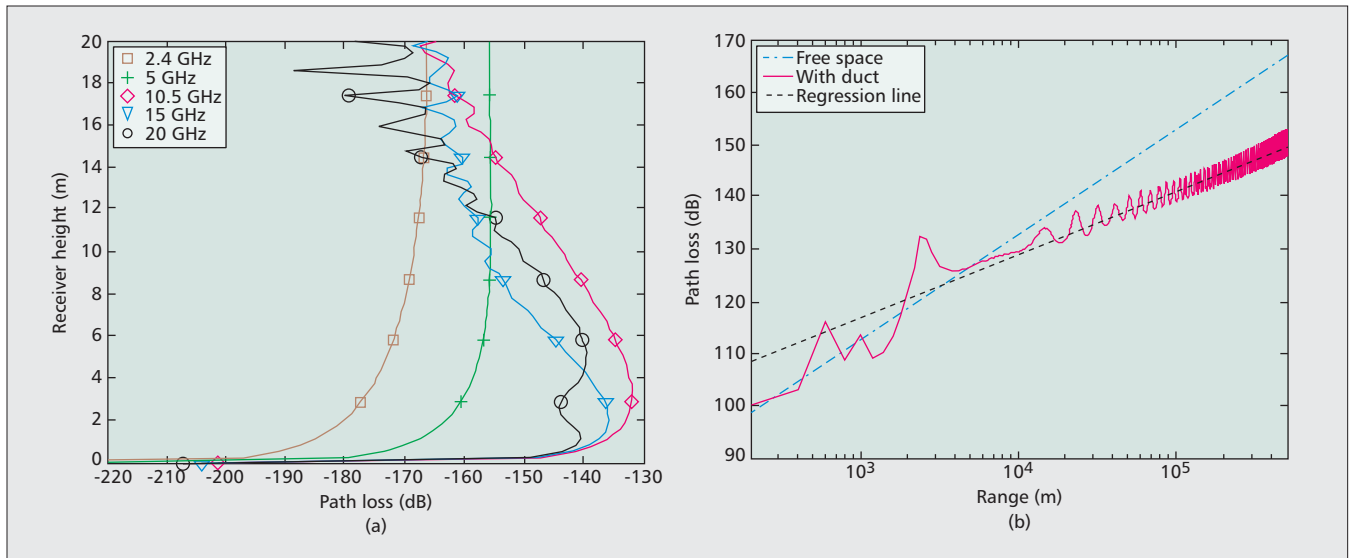 20
18
16
14
12
10
8
6
4
2
0
Receiver height (m)
2.4 GHz
5 GHz
10.5 GHz
15 GHz
20 GHz
-220 -210 -200 -190 -180 -170 -160 -150 -140 -130
Path loss (dB)
(a)
170
160
150
140
130
120
110
100
90
Path loss (dB)
Free space
With duct
Regression line
10³ 10⁴ 10⁵
Range (m)
(b)